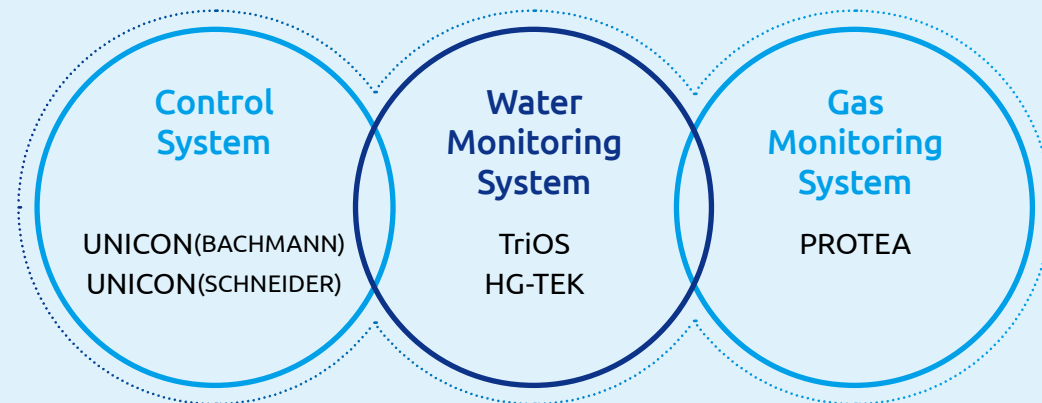 Control
System
UNICON(BACHMANN)
UNICON(SCHNEIDER)
Water
Monitoring
System
TriOS
HG-TEK
Gas
Monitoring
System
PROTEA